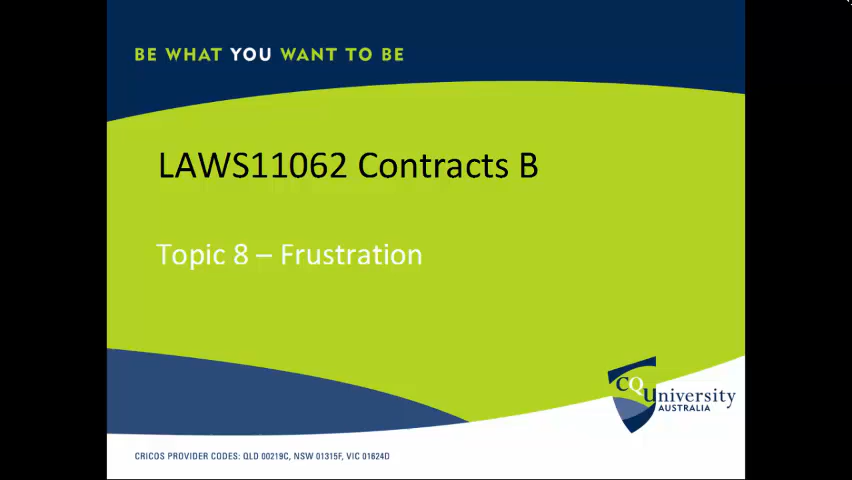 BE WHAT YOU WANT TO BE
LAWS11062 Contracts B
Topic 8 – Frustration
CQUniversity
AUSTRALIA
CRICOS PROVIDER CODES: QLD 00219C, NSW 01315F, VIC 01624D